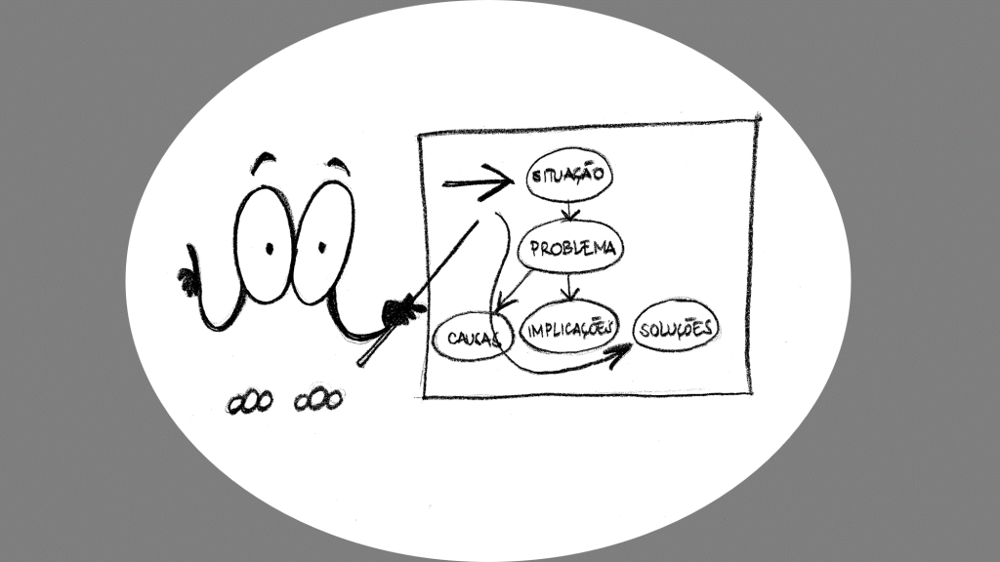 SITUAÇÃO
PROBLEMA
CAUSAS
IMPLICAÇÕES
SOLUÇÕES